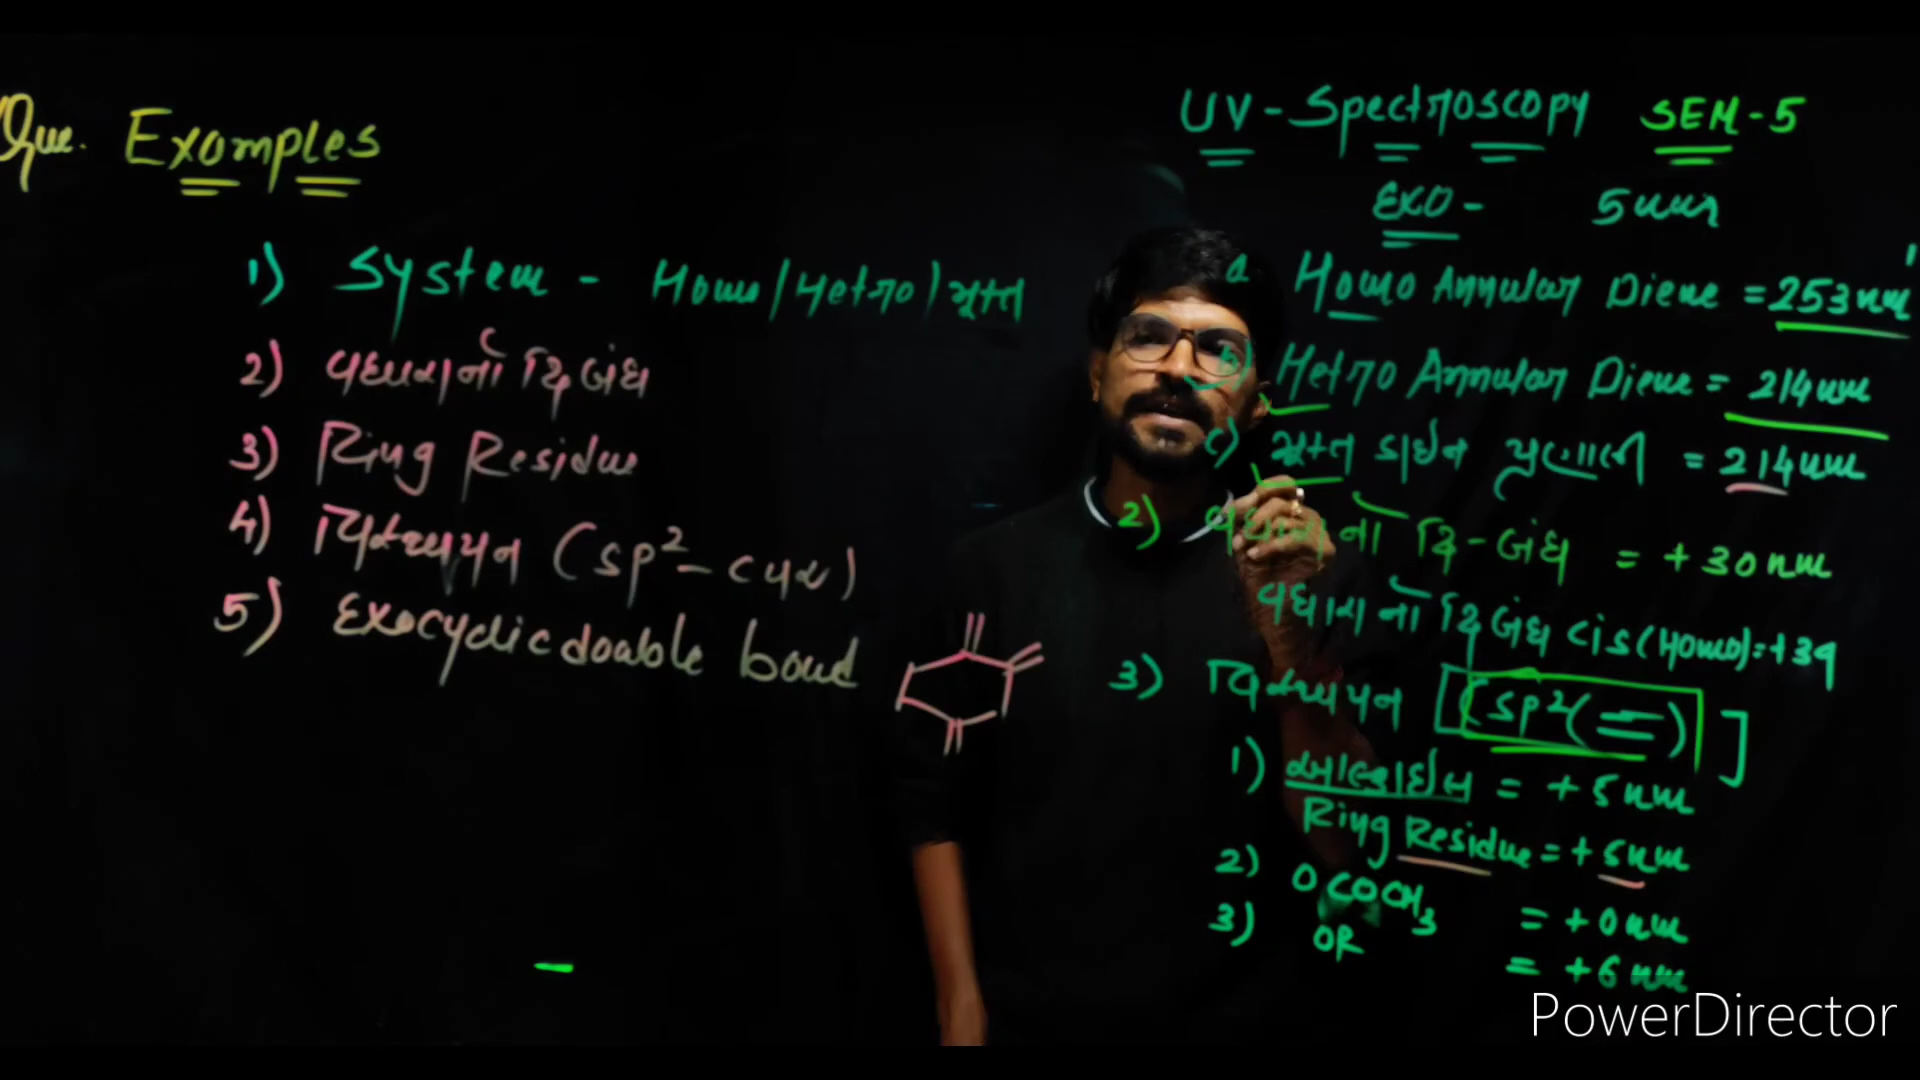 Que. Examples
1) System - Homo/Hetro/મુક્ત
2) વધારાનો દ્વિબંધ
3) Ring Residue
4) વિસ્થાપન (sp²-પર)
5) Exocyclic double bond
UV-Spectroscopy SEM-5
EXO - 5nm
a Homo Annular Diene = 253nm
b) Hetro Annular Diene = 214nm
c) મુક્ત ડાઇન પ્રણાલી = 214nm
2) વધારાનો દ્વિ-બંધ = +30nm
વધારાનો દ્વિબંધ cis(Homo)=+39
3) વિસ્થાપન [(sp²(=)]
1) આલ્કાઇલ = +5nm
Ring Residue = +5nm
2) OCOCH₃ = +0nm
3) OR = +6nm
PowerDirector